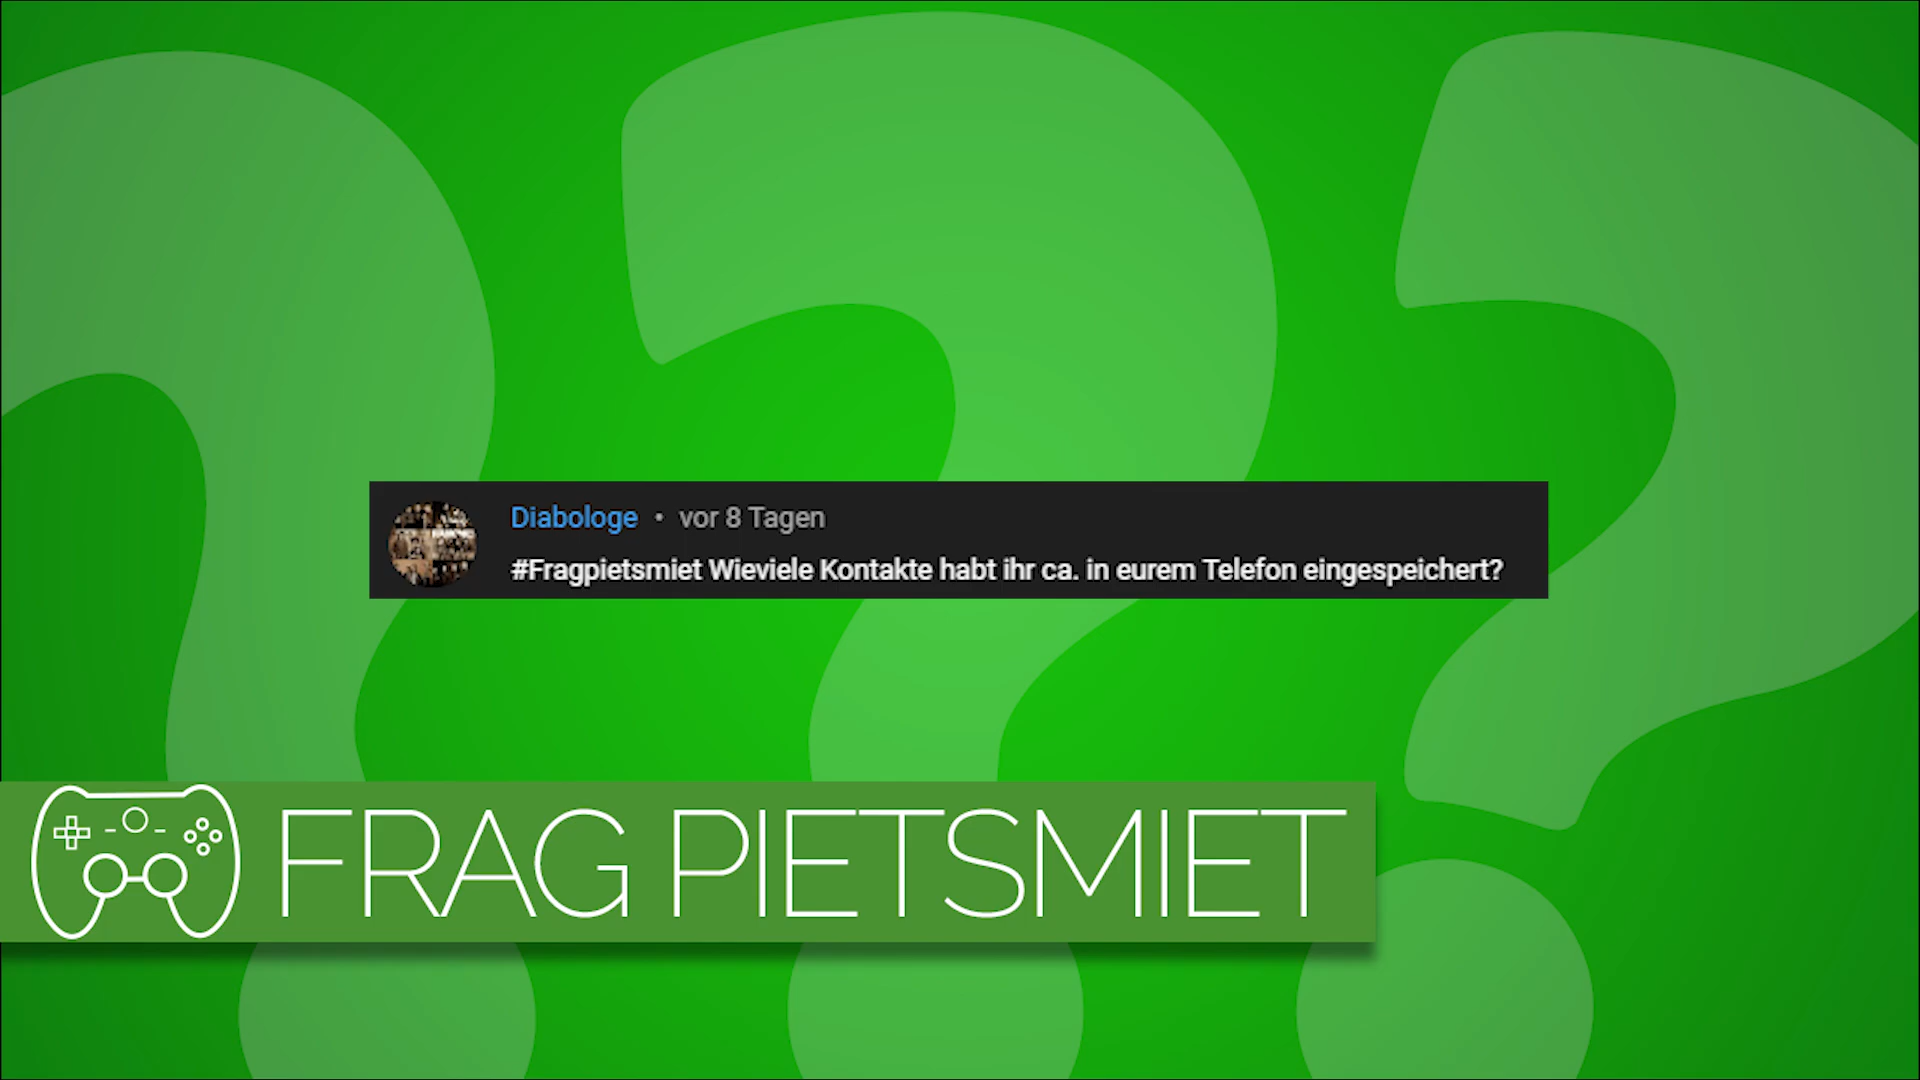 Diabologe • vor 8 Tagen
#Fragpietsmiet Wieviele Kontakte habt ihr ca. in eurem Telefon eingespeichert?
FRAG PIETSMIET